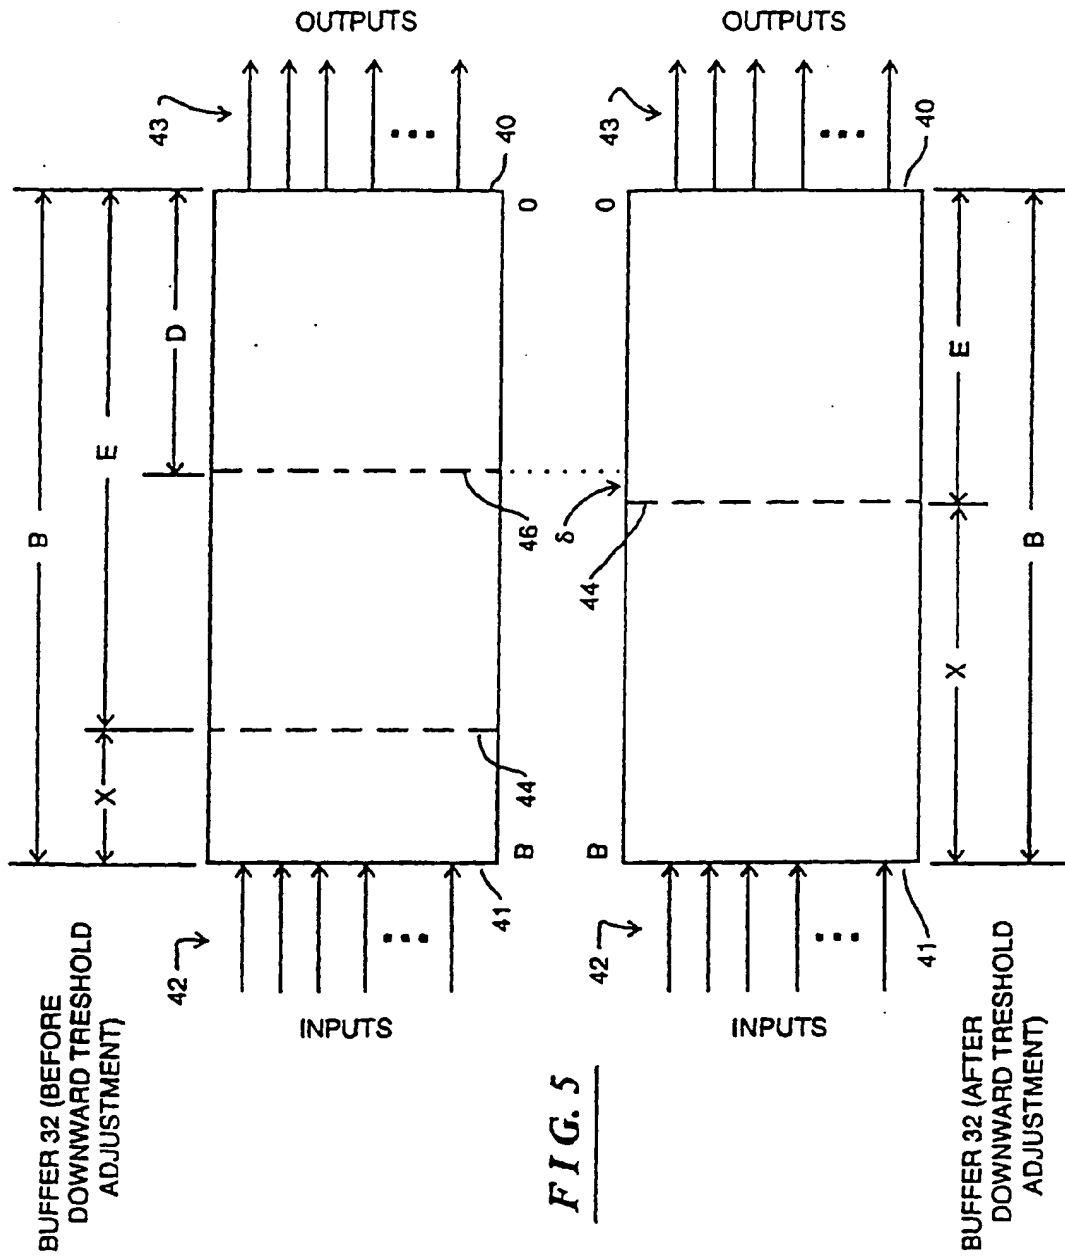 BUFFER 32 (BEFORE
DOWNWARD TRESHOLD
ADJUSTMENT)
B
X
E
D
42
INPUTS
43
OUTPUTS
41
B
44
46
0
40
δ
44
B
0
42
INPUTS
43
OUTPUTS
41
40
X
E
B
BUFFER 32 (AFTER
DOWNWARD TRESHOLD
ADJUSTMENT)
FIG. 5